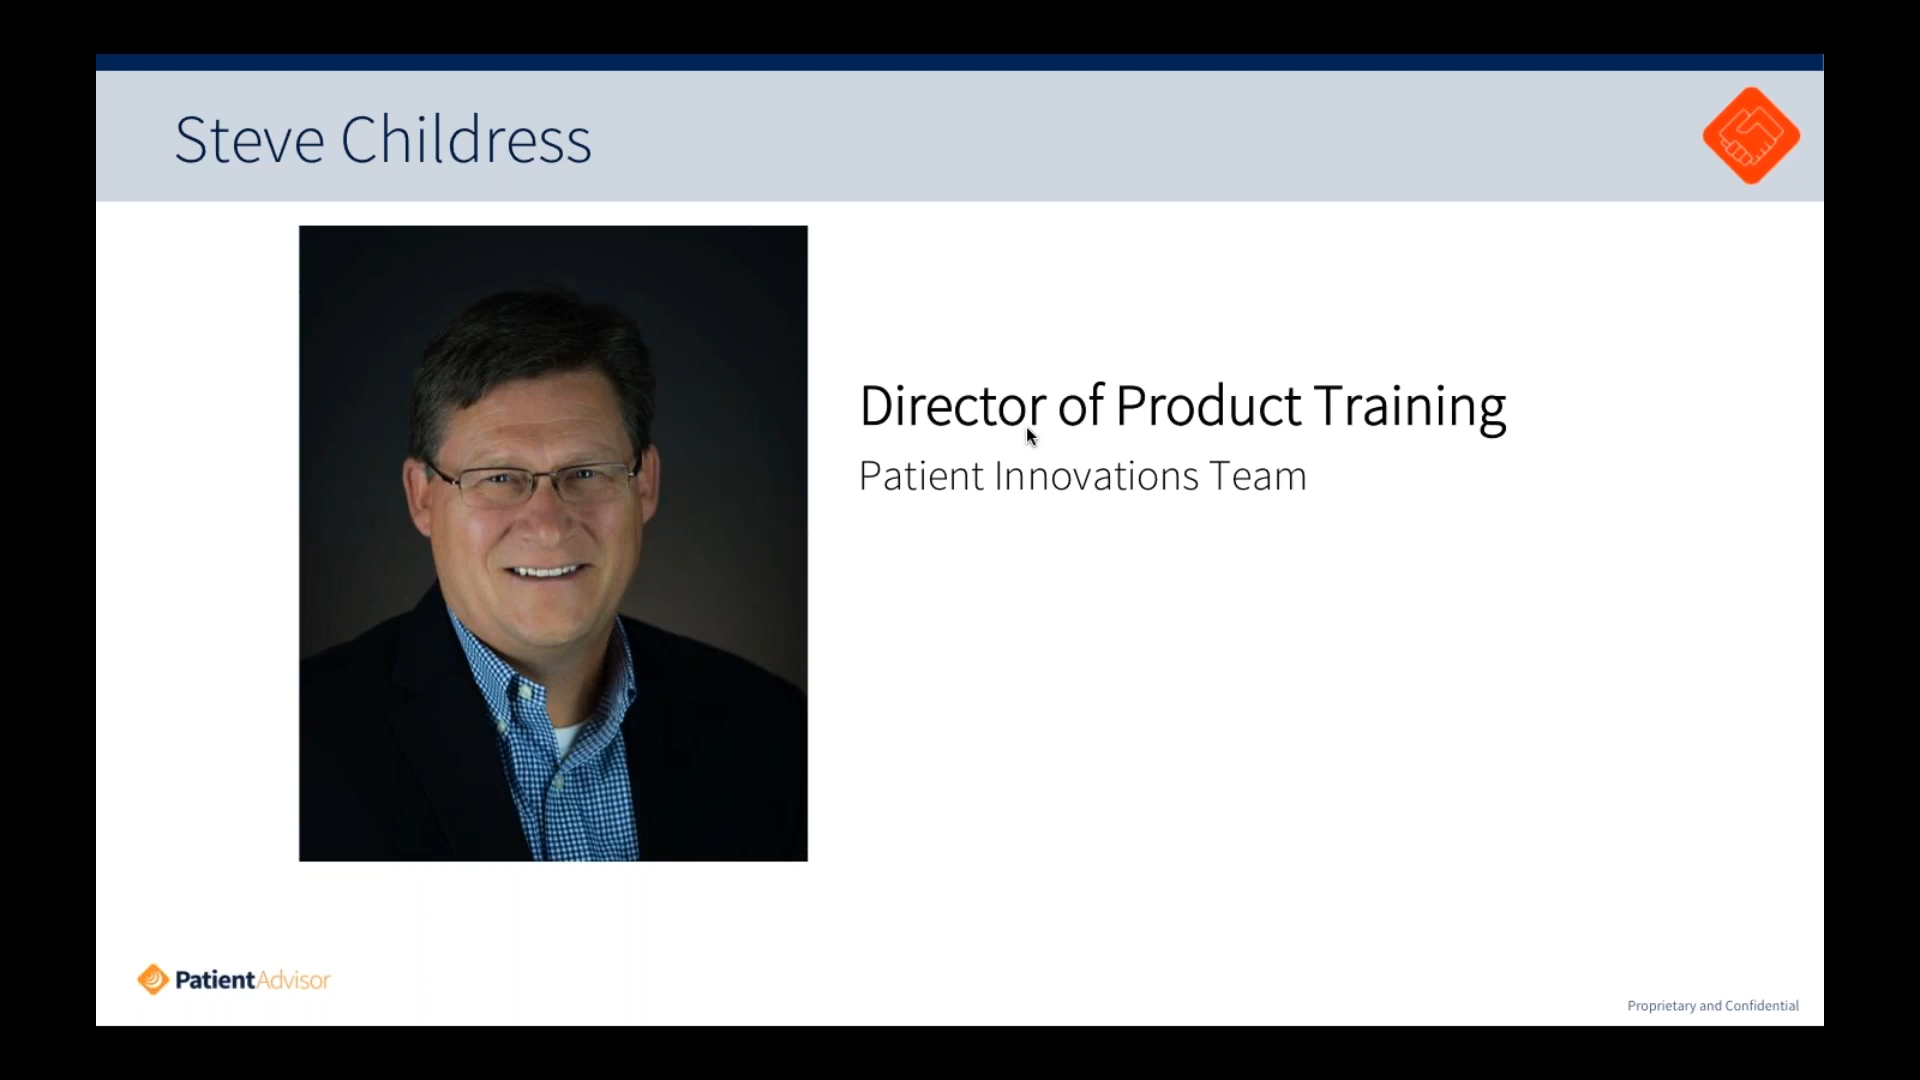 Steve Childress
Director of Product Training
Patient Innovations Team
PatientAdvisor
Proprietary and Confidential